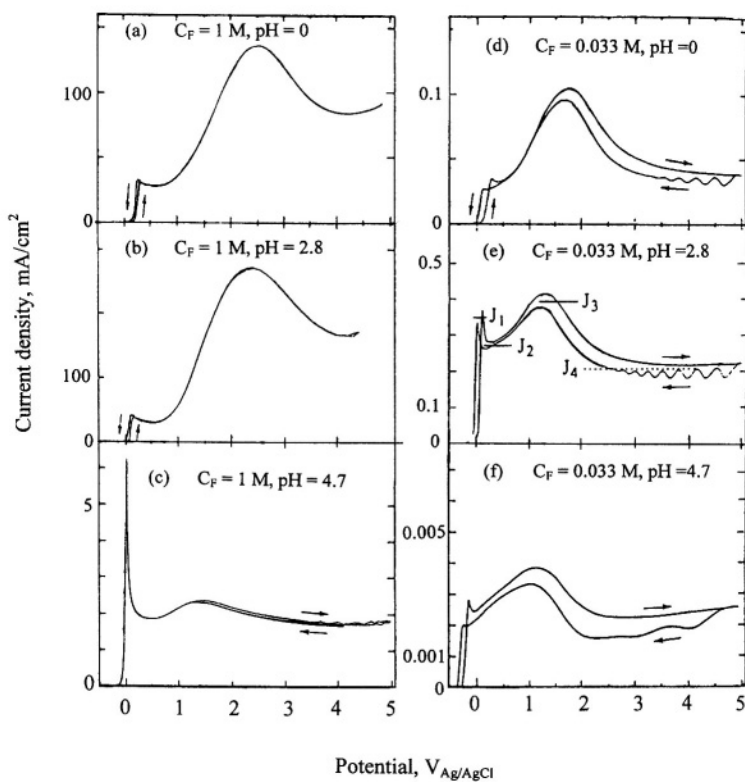 (a) C_F = 1 M, pH = 0
100
0
(b) C_F = 1 M, pH = 2.8
100
0
(c) C_F = 1 M, pH = 4.7
5
0
0 1 2 3 4 5
(d) C_F = 0.033 M, pH =0
0.1
0
(e) C_F = 0.033 M, pH =2.8
0.5
J_1
J_2
J_3
J_4
0.1
0
(f) C_F = 0.033 M, pH =4.7
0.005
0.001
0
0 1 2 3 4 5
Current density, mA/cm²
Potential, V_Ag/AgCl